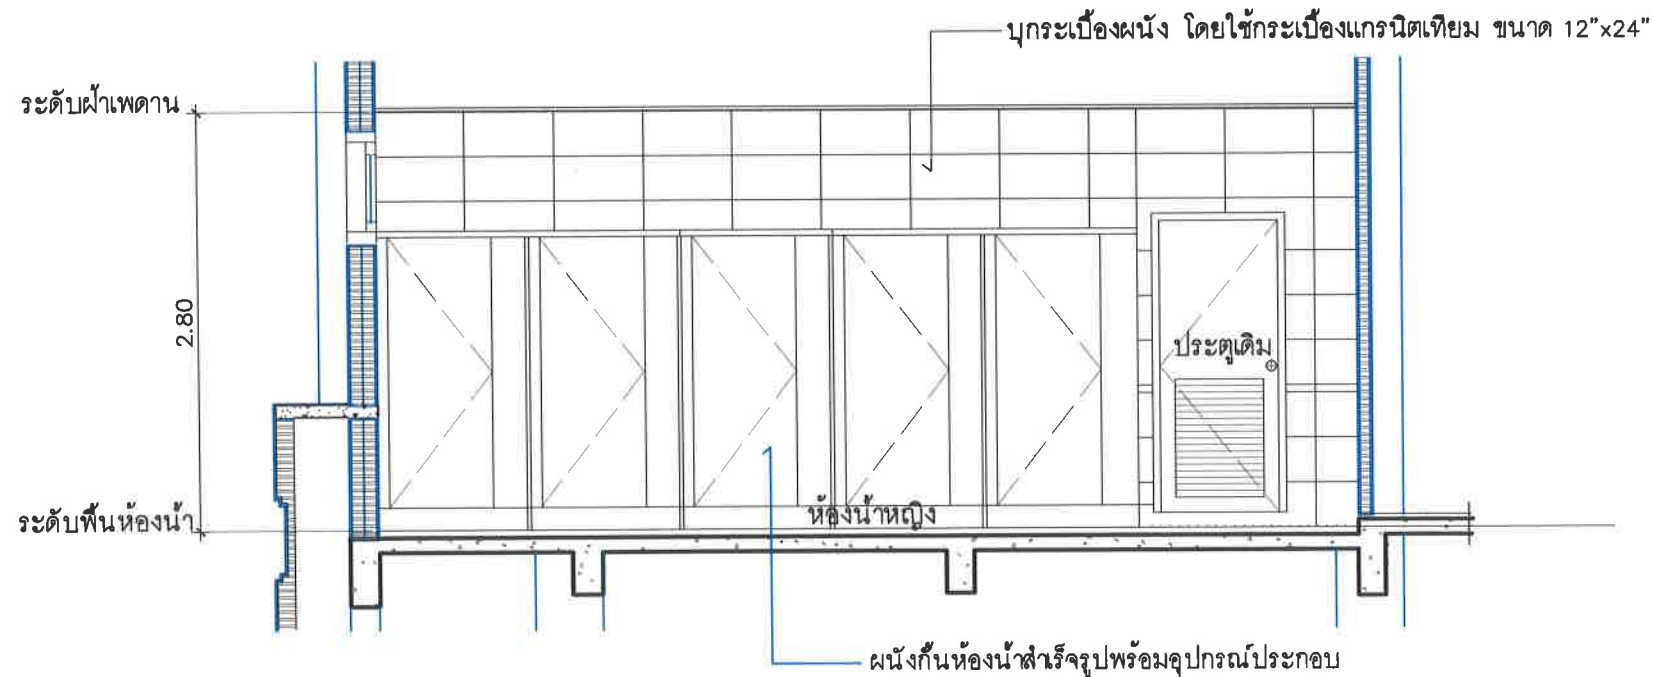 บุกระเบื้องผนัง โดยใช้กระเบื้องแกรนิตเทียม ขนาด 12"x24"
ระดับฝ้าเพดาน
2.80
ประตูเดิม
ห้องน้ำหญิง
ระดับพื้นห้องน้ำ
ผนังกั้นห้องน้ำสำเร็จรูปพร้อมอุปกรณ์ประกอบ